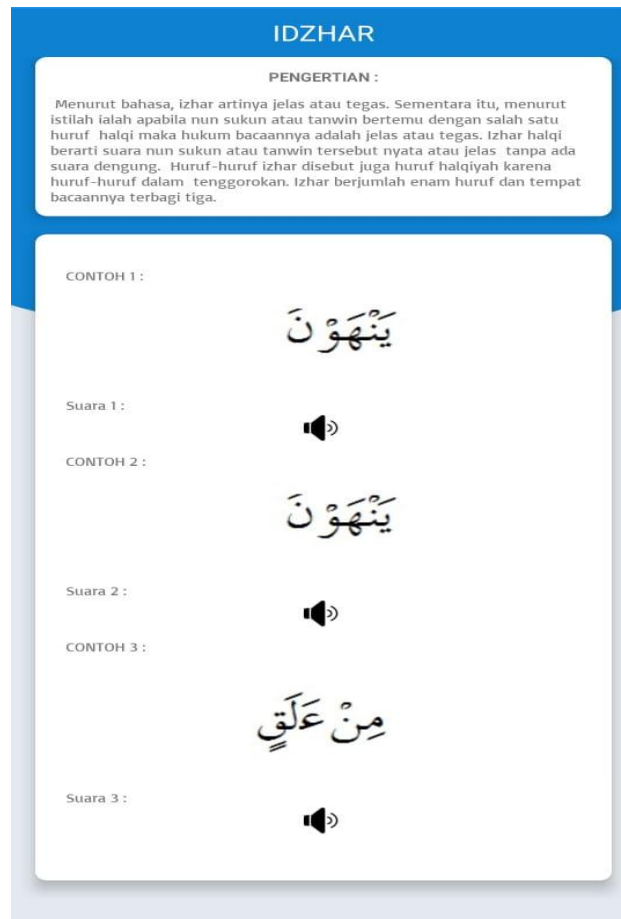 IDZHAR
PENGERTIAN :
Menurut bahasa, izhar artinya jelas atau tegas. Sementara itu, menurut
istilah ialah apabila nun sukun atau tanwin bertemu dengan salah satu
huruf halqi maka hukum bacaannya adalah jelas atau tegas. Izhar halqi
berarti suara nun sukun atau tanwin tersebut nyata atau jelas tanpa ada
suara dengung. Huruf-huruf izhar disebut juga huruf halqiyah karena
huruf-huruf dalam tenggorokan. Izhar berjumlah enam huruf dan tempat
bacaannya terbagi tiga.
CONTOH 1 :
يَنْهَوْنَ
Suara 1 :
CONTOH 2 :
يَنْهَوْنَ
Suara 2 :
CONTOH 3 :
مِنْ عَلَقٍ
Suara 3 :